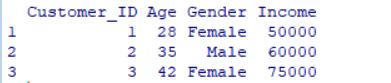 Customer_ID Age Gender Income
1 1 28 Female 50000
2 2 35 Male 60000
3 3 42 Female 75000